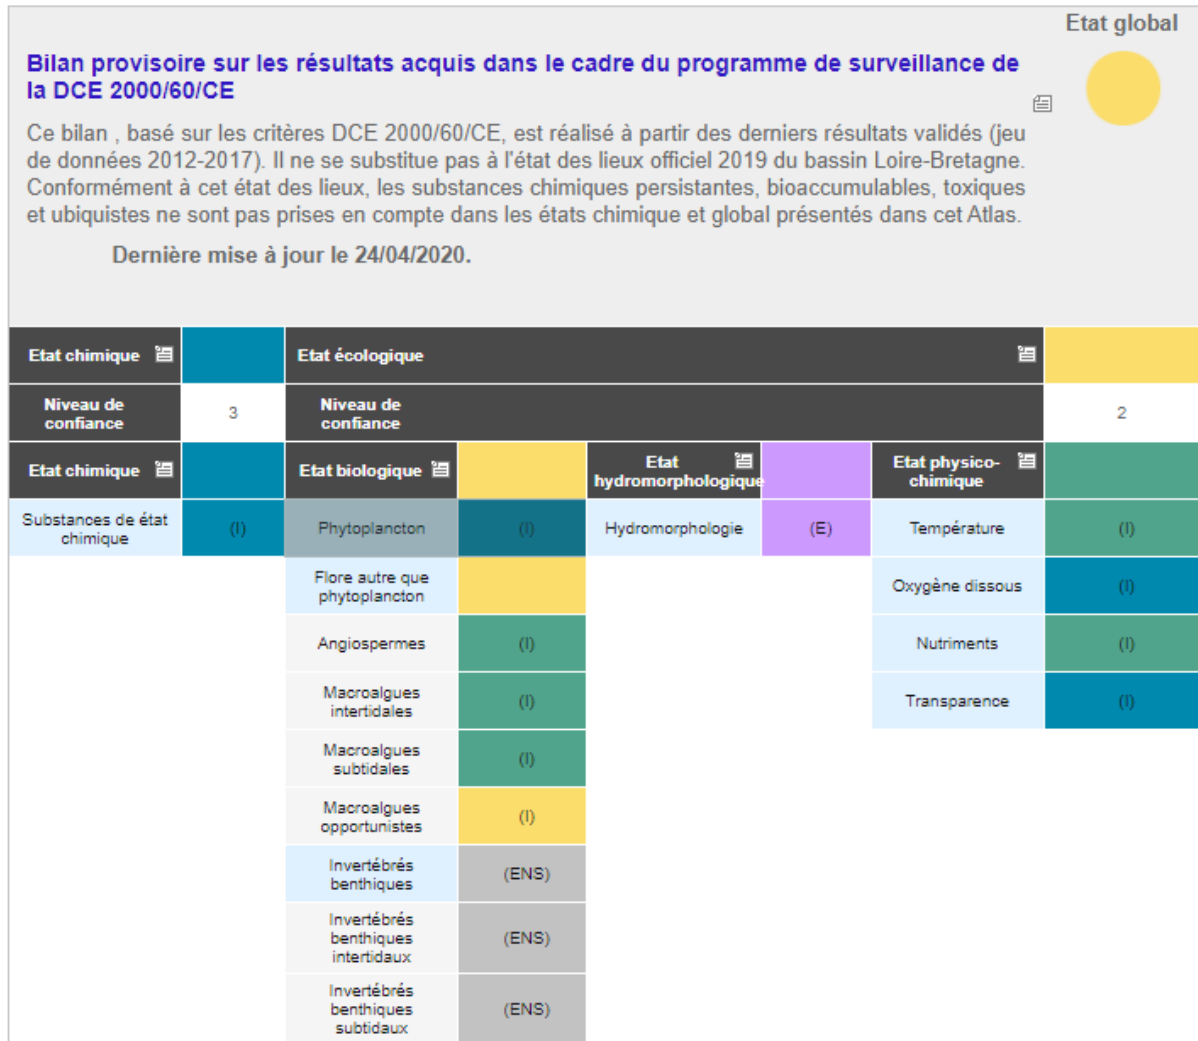 Etat global
Bilan provisoire sur les résultats acquis dans le cadre du programme de surveillance de
la DCE 2000/60/CE
Ce bilan , basé sur les critères DCE 2000/60/CE, est réalisé à partir des derniers résultats validés (jeu
de données 2012-2017). Il ne se substitue pas à l'état des lieux officiel 2019 du bassin Loire-Bretagne.
Conformément à cet état des lieux, les substances chimiques persistantes, bioaccumulables, toxiques
et ubiquistes ne sont pas prises en compte dans les états chimique et global présentés dans cet Atlas.
Dernière mise à jour le 24/04/2020.
Etat chimique
Etat écologique
Niveau de
confiance
3
Niveau de
confiance
2
Etat chimique
Etat biologique
Etat
hydromorphologique
Etat physico-
chimique
Substances de état
chimique
(I)
Phytoplancton
(I)
Hydromorphologie
(E)
Température
(I)
Flore autre que
phytoplancton
Oxygène dissous
(I)
Angiospermes
(I)
Nutriments
(I)
Macroalgues
intertidales
(I)
Transparence
(I)
Macroalgues
subtidales
(I)
Macroalgues
opportunistes
(I)
Invertébrés
benthiques
(ENS)
Invertébrés
benthiques
intertidaux
(ENS)
Invertébrés
benthiques
subtidaux
(ENS)